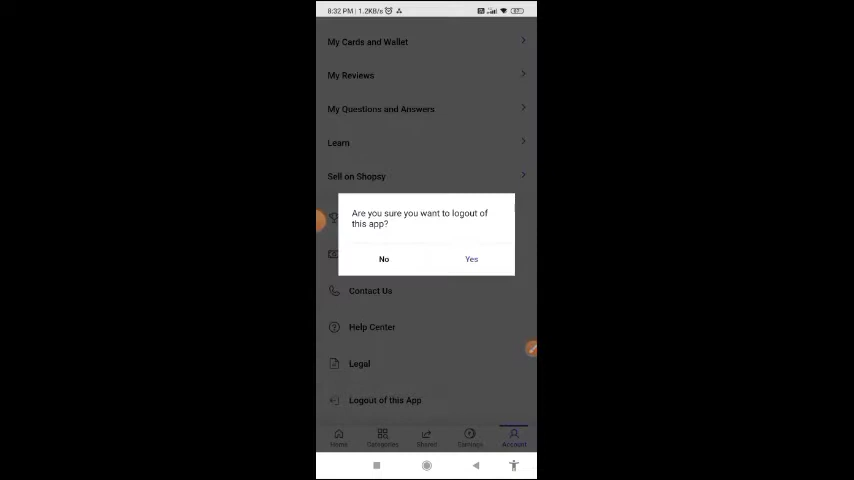 8:32 PM | 1.2KB/s
My Cards and Wallet
My Reviews
My Questions and Answers
Learn
Sell on Shopsy
Are you sure you want to logout of
this app?
No Yes
Contact Us
Help Center
Legal
Logout of this App
Home Categories Shared Earnings Account